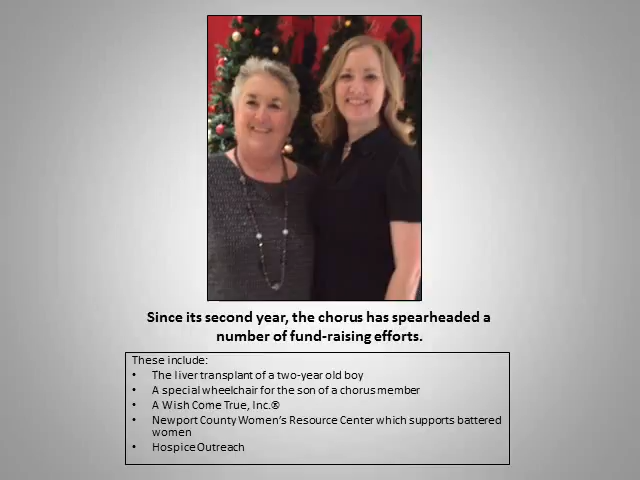 Since its second year, the chorus has spearheaded a
number of fund-raising efforts.
These include:
• The liver transplant of a two-year old boy
• A special wheelchair for the son of a chorus member
• A Wish Come True, Inc.®
• Newport County Women’s Resource Center which supports battered
women
• Hospice Outreach